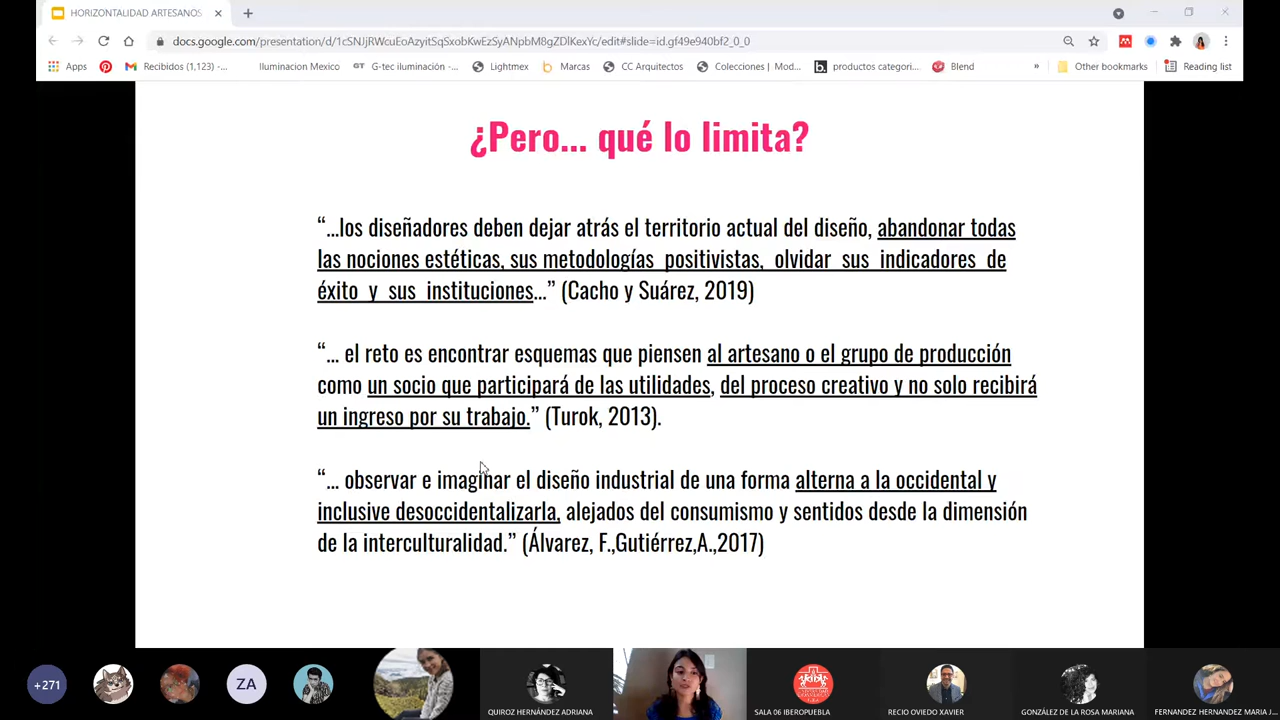 HORIZONTALIDAD ARTESANOS
docs.google.com/presentation/d/1cSNJjRWcuEoAzyitSqSxobKwEzSyANpbM8gZDlKexYc/edit#slide=id.gf49e940bf2_0_0
Apps Recibidos (1,123) -... Iluminacion Mexico GT G-tec iluminación -... Lightmex Marcas CC Arquitectos Colecciones | Mod... b. productos categori... Blend » Other bookmarks Reading list
¿Pero... qué lo limita?
“...los diseñadores deben dejar atrás el territorio actual del diseño, abandonar todas
las nociones estéticas, sus metodologías positivistas, olvidar sus indicadores de
éxito y sus instituciones...” (Cacho y Suárez, 2019)
“... el reto es encontrar esquemas que piensen al artesano o el grupo de producción
como un socio que participará de las utilidades, del proceso creativo y no solo recibirá
un ingreso por su trabajo.” (Turok, 2013).
“... observar e imaginar el diseño industrial de una forma alterna a la occidental y
inclusive desoccidentalizarla, alejados del consumismo y sentidos desde la dimensión
de la interculturalidad.” (Álvarez, F.,Gutiérrez,A.,2017)
+271 ZA
QUIROZ HERNÁNDEZ ADRIANA SALA 06 IBEROPUEBLA RECIO OVIEDO XAVIER GONZÁLEZ DE LA ROSA MARIANA FERNANDEZ HERNANDEZ MARIA J...